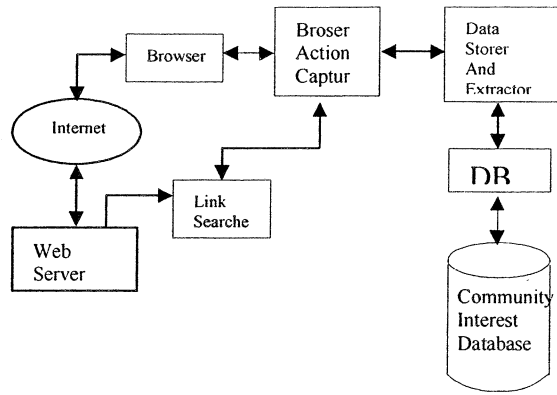 Browser
Broser
Action
Captur
Data
Storer
And
Extractor
Internet
DB
Link
Searche
Web
Server
Community
Interest
Database